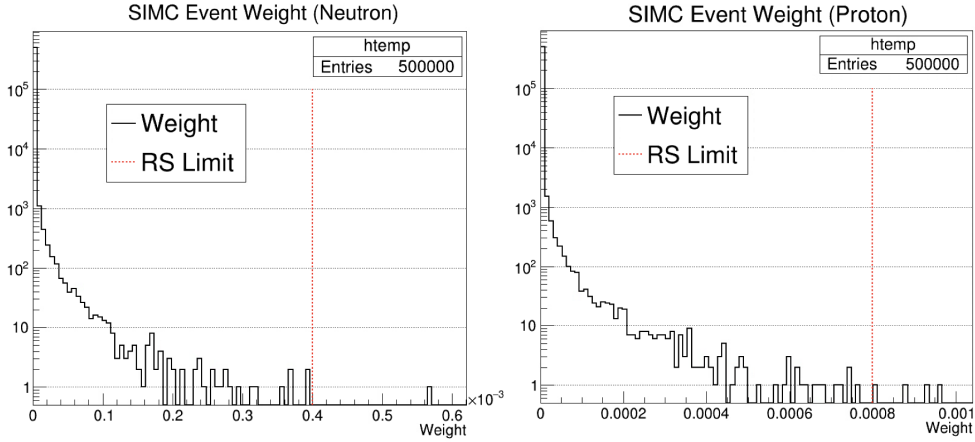 SIMC Event Weight (Neutron)
htemp
Entries 500000
10^5
10^4
10^3
10^2
10
1
Weight
RS Limit
0 0.1 0.2 0.3 0.4 0.5 0.6
×10^−3
Weight
SIMC Event Weight (Proton)
htemp
Entries 500000
10^5
10^4
10^3
10^2
10
1
Weight
RS Limit
0 0.0002 0.0004 0.0006 0.0008 0.001
Weight